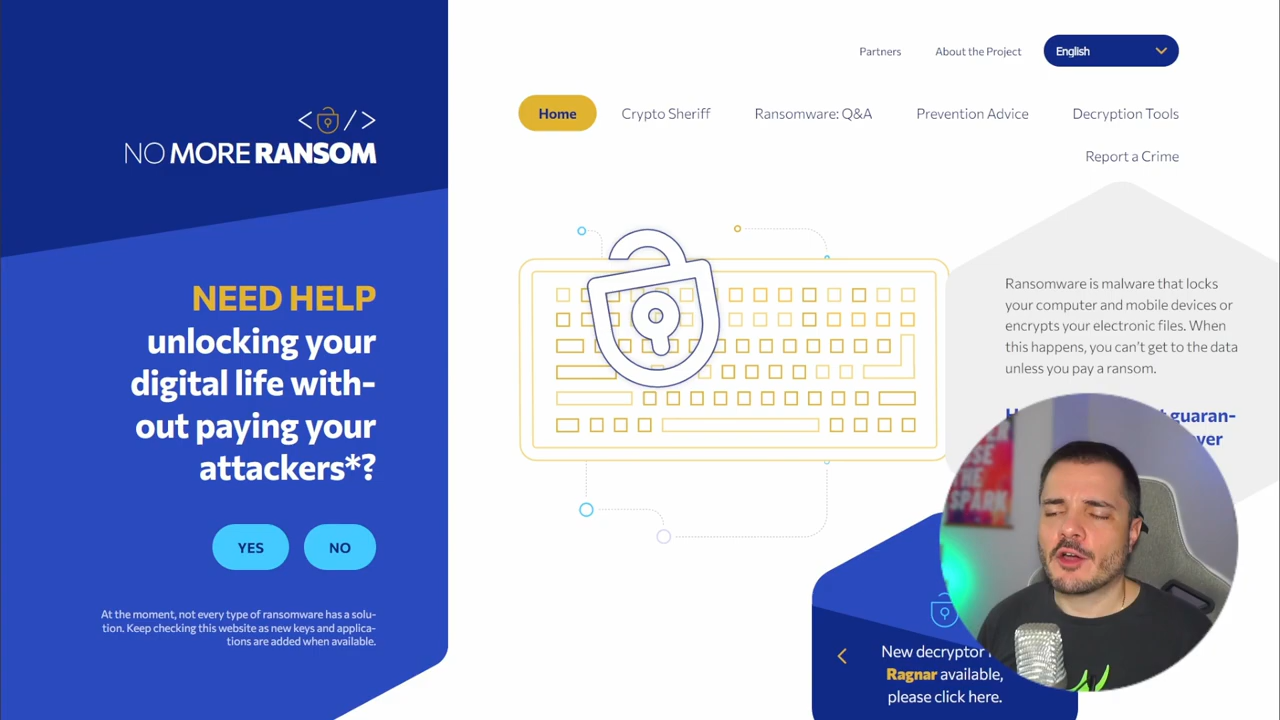 Partners
About the Project
English
Home
Crypto Sheriff
Ransomware: Q&A
Prevention Advice
Decryption Tools
Report a Crime
< /> 
NO MORE RANSOM
NEED HELP
unlocking your
digital life with-
out paying your
attackers*?
YES
NO
At the moment, not every type of ransomware has a solu-
tion. Keep checking this website as new keys and applica-
tions are added when available.
Ransomware is malware that locks
your computer and mobile devices or
encrypts your electronic files. When
this happens, you can't get to the data
unless you pay a ransom.
guaran-
New decryptor
Ragnar available,
please click here.
THE
SPARK